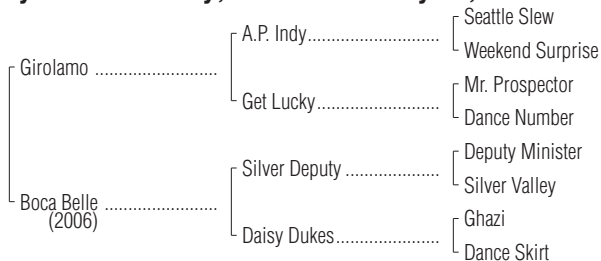 Seattle Slew
A.P. Indy
Weekend Surprise
Girolamo
Mr. Prospector
Get Lucky
Dance Number
Deputy Minister
Silver Deputy
Silver Valley
Boca Belle
(2006)
Ghazi
Daisy Dukes
Dance Skirt